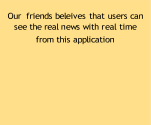 Our friends beleives that users can
see the real news with real time
from this application